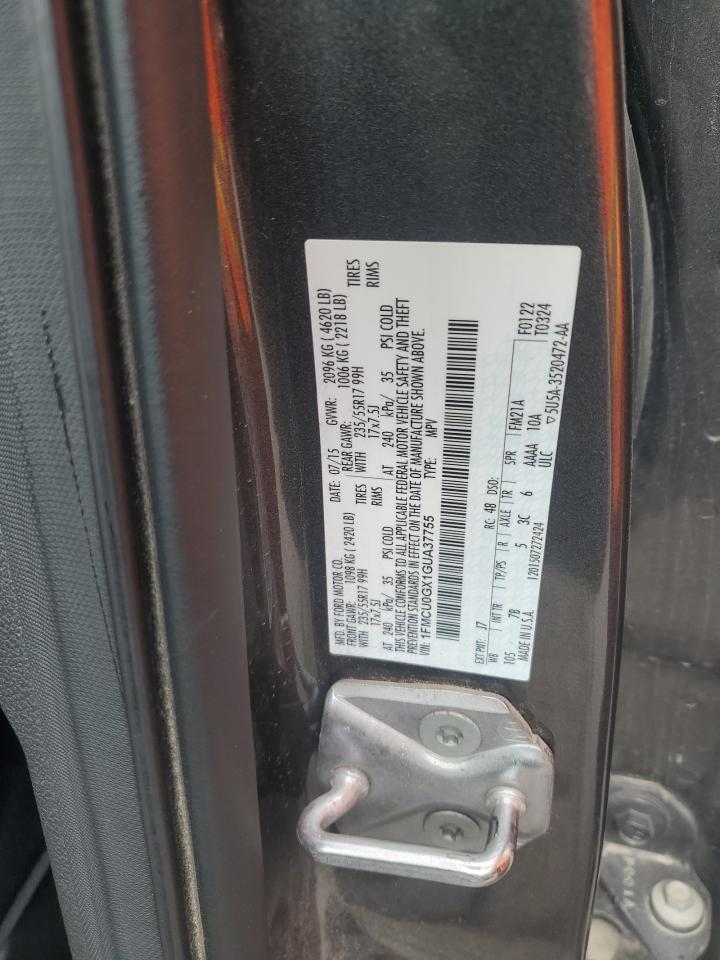 MFD. BY FORD MOTOR CO. DATE: 07/15 GVWR: 2096 KG ( 4620 LB)
FRONT GAWR: 1098 KG (2420 LB) REAR GAWR: 1006 KG ( 2218 LB)
WITH 235/55R17 99H TIRES WITH 235/55R17 99H TIRES
17x7.5J RIMS 17x7.5J RIMS
AT 240 kPa/ 35 PSI COLD AT 240 kPa/ 35 PSI COLD
THIS VEHICLE CONFORMS TO ALL APPLICABLE FEDERAL MOTOR VEHICLE SAFETY AND THEFT
PREVENTION STANDARDS IN EFFECT ON THE DATE OF MANUFACTURE SHOWN ABOVE.
VIN: 1FMCU0GX1GUA37755 TYPE: MPV
EXT PNT: J7 RC: 48 DSO: F0122
WB INT TR TP/PS R AXLE TR SPR FM21A T0324
105 7B 5 3C 6 AAAA 10A
MADE IN U.S.A. ULC ▽5U5A-3520472-AA
1201507272424